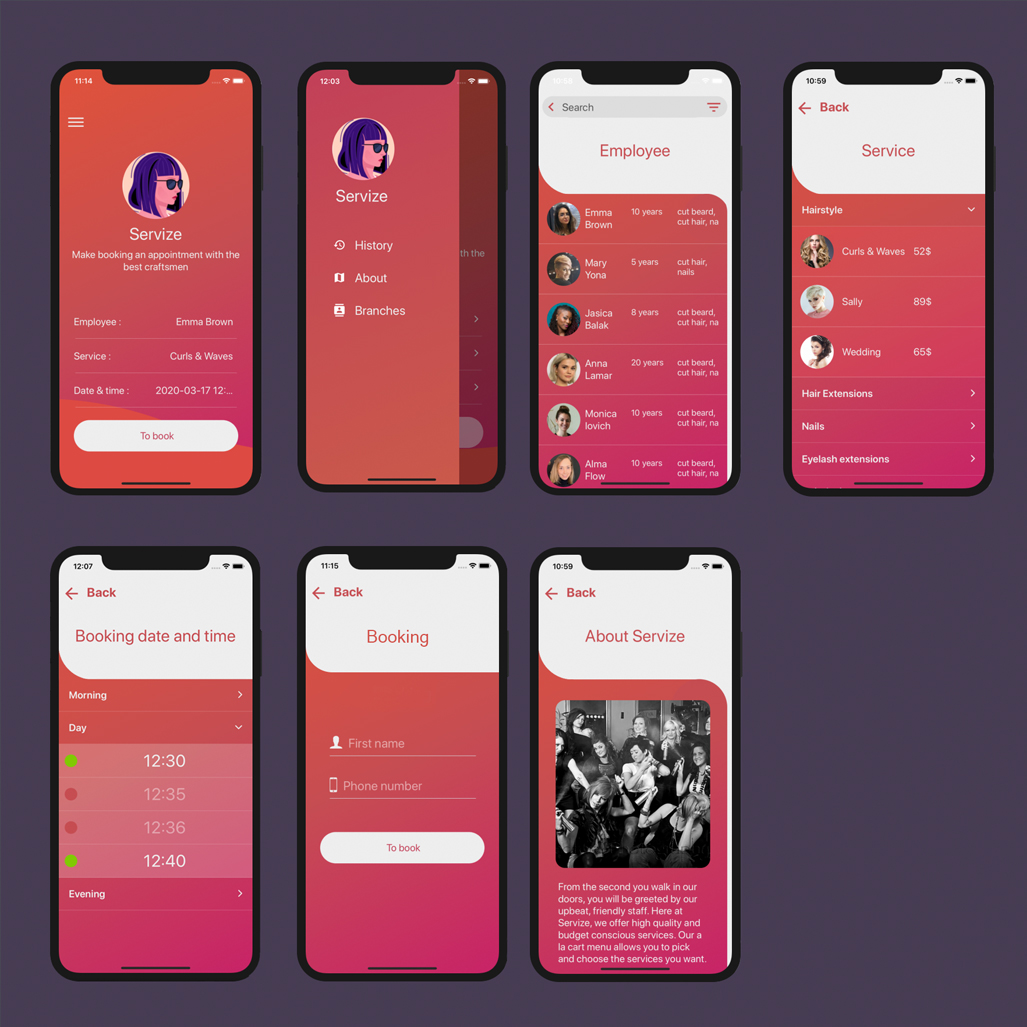 11:14
Servize
Make booking an appointment with the
best craftsmen
Employee : Emma Brown
Service : Curls & Waves
Date & time : 2020-03-17 12:...
To book
12:03
Servize
th the
History
About
Branches
Search
Employee
Emma
Brown
10 years
cut beard,
cut hair, na
Mary
Yona
5 years
cut hair,
nails
Jasica
Balak
8 years
cut beard,
cut hair, na
Anna
Lamar
20 years
cut beard,
cut hair, na
Monica
Iovich
10 years
cut beard,
cut hair, na
Alma
Flow
10 years
cut beard,
cut hair, na
10:59
Back
Service
Hairstyle
Curls & Waves 52$
Sally 89$
Wedding 65$
Hair Extensions
Nails
Eyelash extensions
12:07
Back
Booking date and time
Morning
Day
12:30
12:35
12:36
12:40
Evening
11:15
Back
Booking
First name
Phone number
To book
10:59
Back
About Servize
From the second you walk in our
doors, you will be greeted by our
upbeat, friendly staff. Here at
Servize, we offer high quality and
budget conscious services. Our a
la cart menu allows you to pick
and choose the services you want.